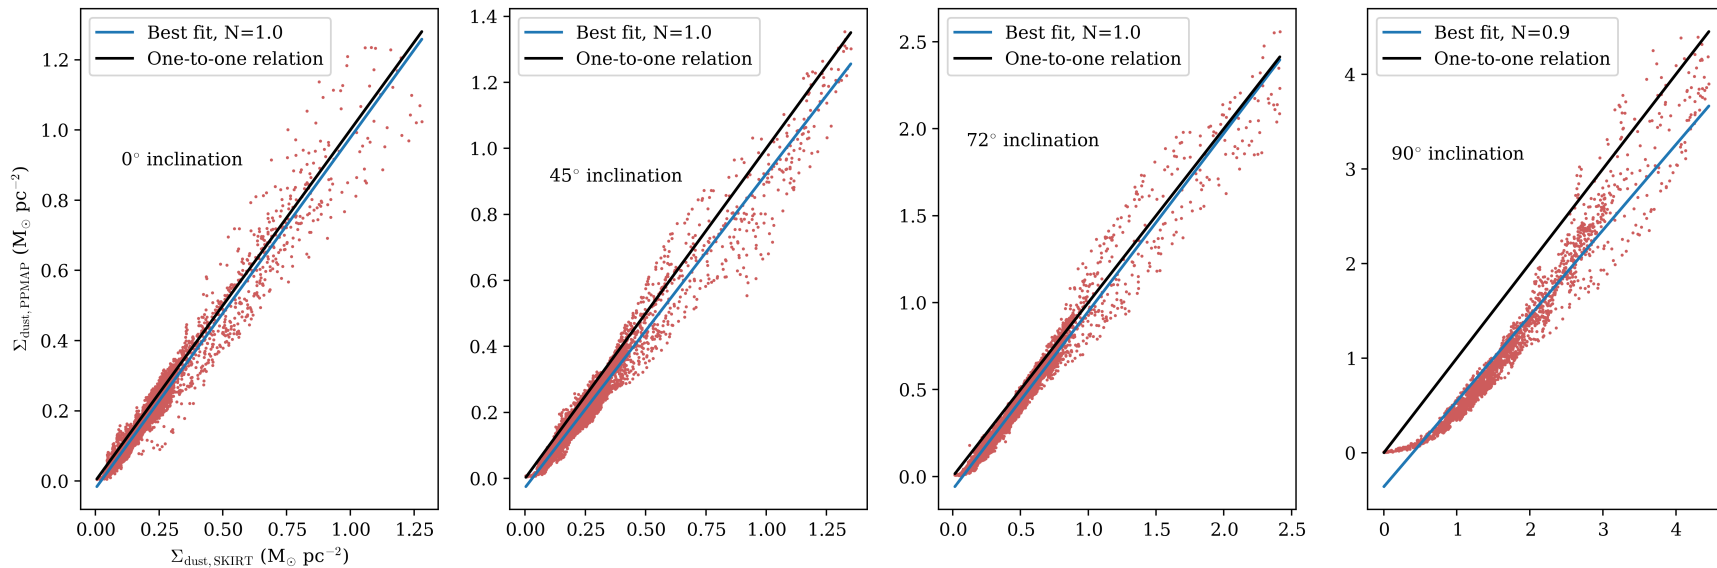 Best fit, N=1.0
One-to-one relation
0° inclination
1.2
1.0
0.8
0.6
0.4
0.2
0.0
0.00 0.25 0.50 0.75 1.00 1.25
Σdust, PPMAP (M⊙ pc−2)
Σdust, SKIRT (M⊙ pc−2)
Best fit, N=1.0
One-to-one relation
45° inclination
1.4
1.2
1.0
0.8
0.6
0.4
0.2
0.0
0.00 0.25 0.50 0.75 1.00 1.25
Best fit, N=1.0
One-to-one relation
72° inclination
2.5
2.0
1.5
1.0
0.5
0.0
0.0 0.5 1.0 1.5 2.0 2.5
Best fit, N=0.9
One-to-one relation
90° inclination
4
3
2
1
0
0 1 2 3 4